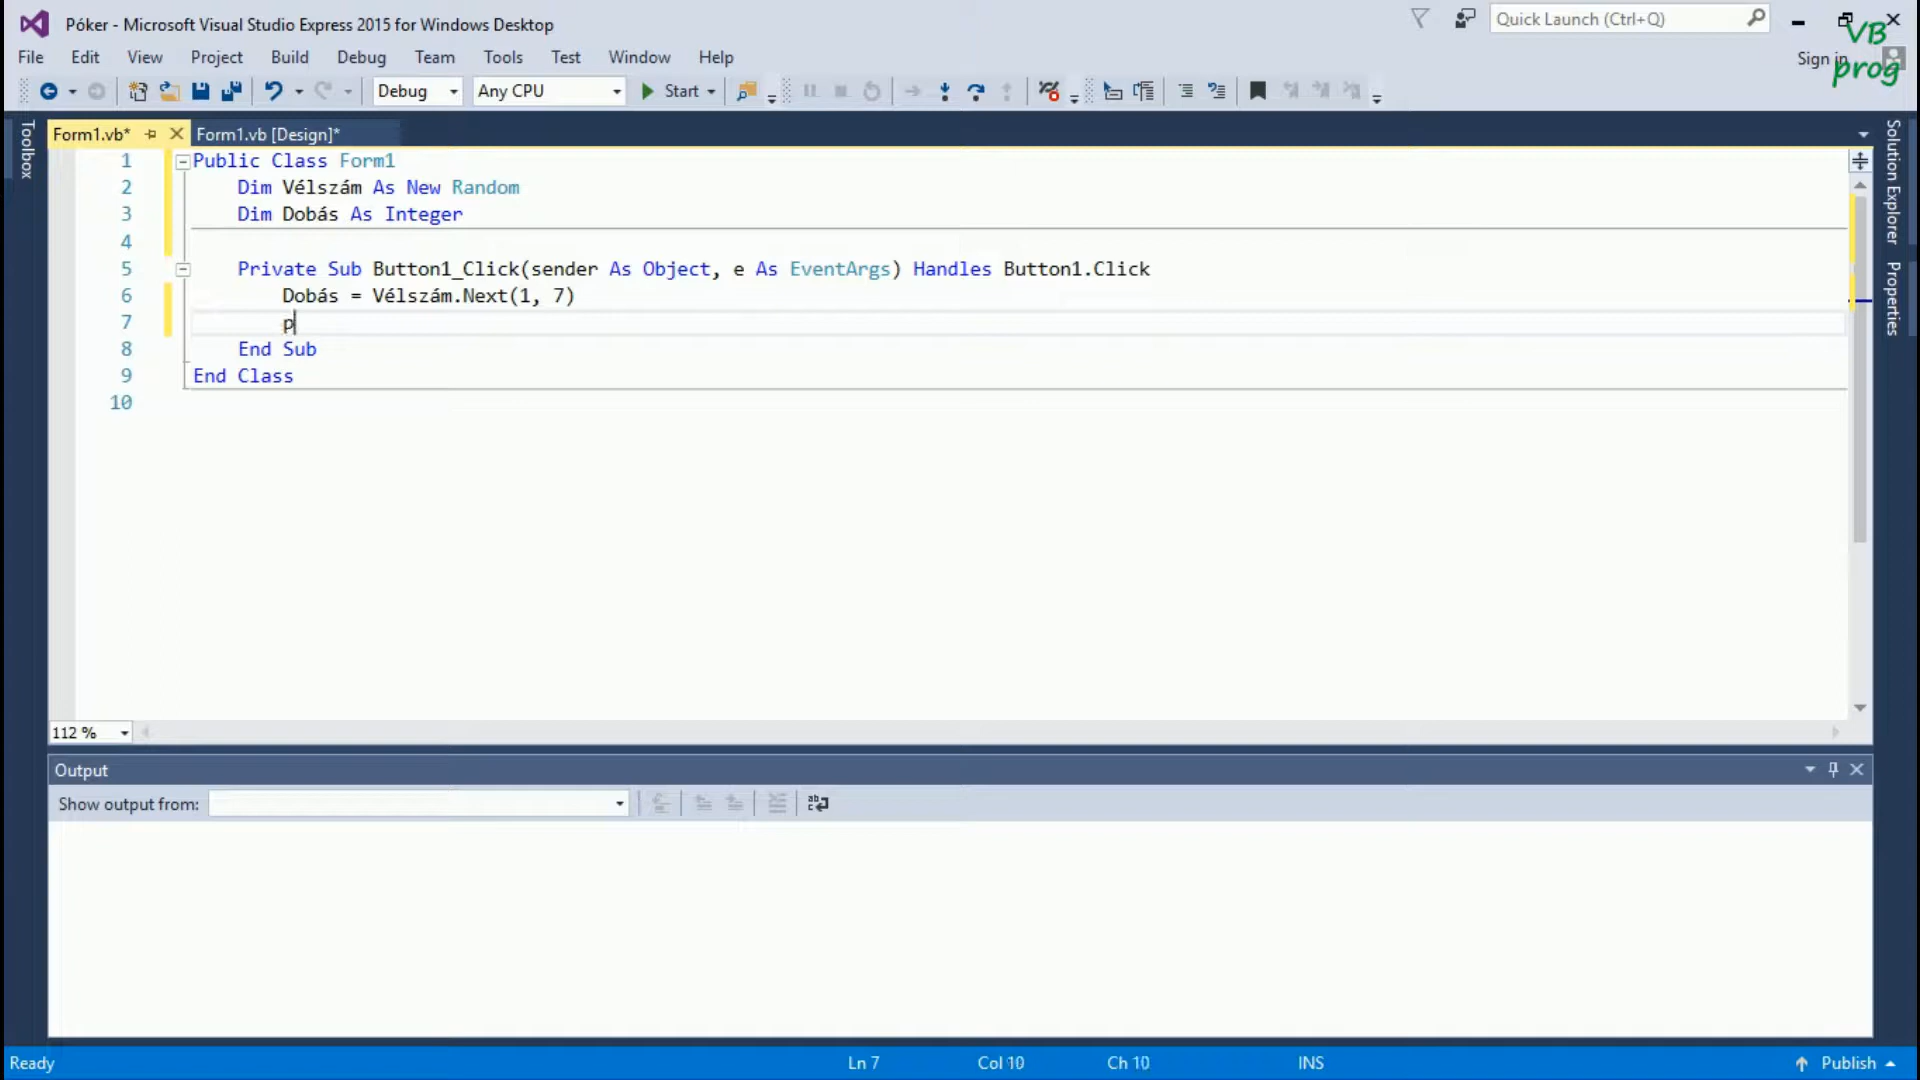 Póker - Microsoft Visual Studio Express 2015 for Windows Desktop
Quick Launch (Ctrl+Q)
VB
prog
File Edit View Project Build Debug Team Tools Test Window Help
Sign in
Debug Any CPU Start
Toolbox
Form1.vb* Form1.vb [Design]*
Solution Explorer
Properties
1 Public Class Form1
2 Dim Vélszám As New Random
3 Dim Dobás As Integer
4
5 Private Sub Button1_Click(sender As Object, e As EventArgs) Handles Button1.Click
6 Dobás = Vélszám.Next(1, 7)
7 p
8 End Sub
9 End Class
10
112 %
Output
Show output from:
Ready Ln 7 Col 10 Ch 10 INS Publish